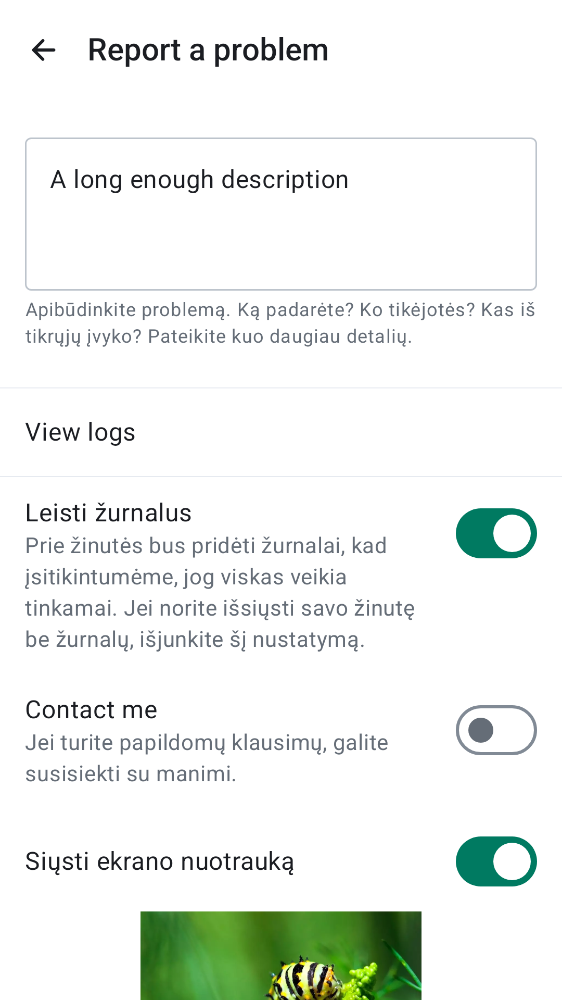 Report a problem
A long enough description
Apibūdinkite problemą. Ką padarėte? Ko tikėjotės? Kas iš
tikrųjų įvyko? Pateikite kuo daugiau detalių.
View logs
Leisti žurnalus
Prie žinutės bus pridėti žurnalai, kad
įsitikintumėme, jog viskas veikia
tinkamai. Jei norite išsiųsti savo žinutę
be žurnalų, išjunkite šį nustatymą.
Contact me
Jei turite papildomų klausimų, galite
susisiekti su manimi.
Siųsti ekrano nuotrauką